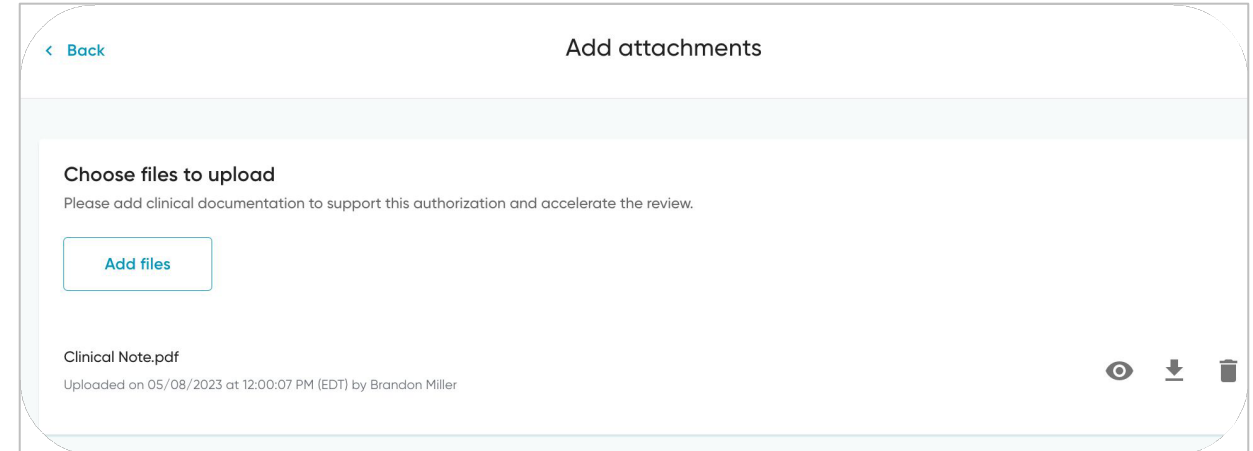 Back
Add attachments
Choose files to upload
Please add clinical documentation to support this authorization and accelerate the review.
Add files
Clinical Note.pdf
Uploaded on 05/08/2023 at 12:00:07 PM (EDT) by Brandon Miller